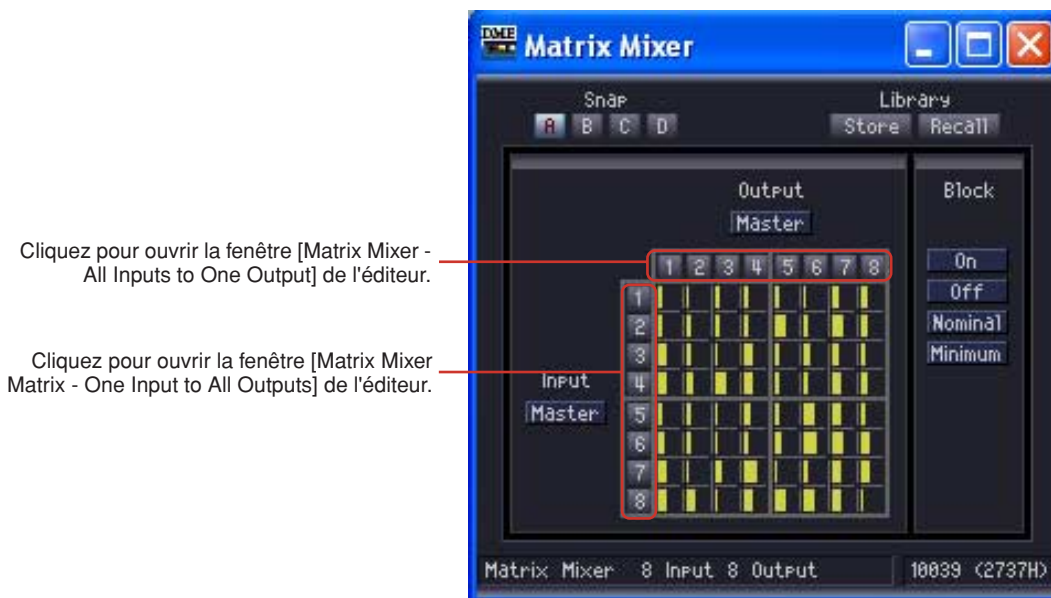 DME
Matrix Mixer
Snap
Library
A B C D
Store Recall
Output
Block
Master
Cliquez pour ouvrir la fenêtre [Matrix Mixer -
All Inputs to One Output] de l'éditeur.
1 2 3 4 5 6 7 8
On
Off
Nominal
Minimum
Cliquez pour ouvrir la fenêtre [Matrix Mixer
Matrix - One Input to All Outputs] de l'éditeur.
Input
Master
1
2
3
4
5
6
7
8
Matrix Mixer 8 Input 8 Output
10039 (2737H)